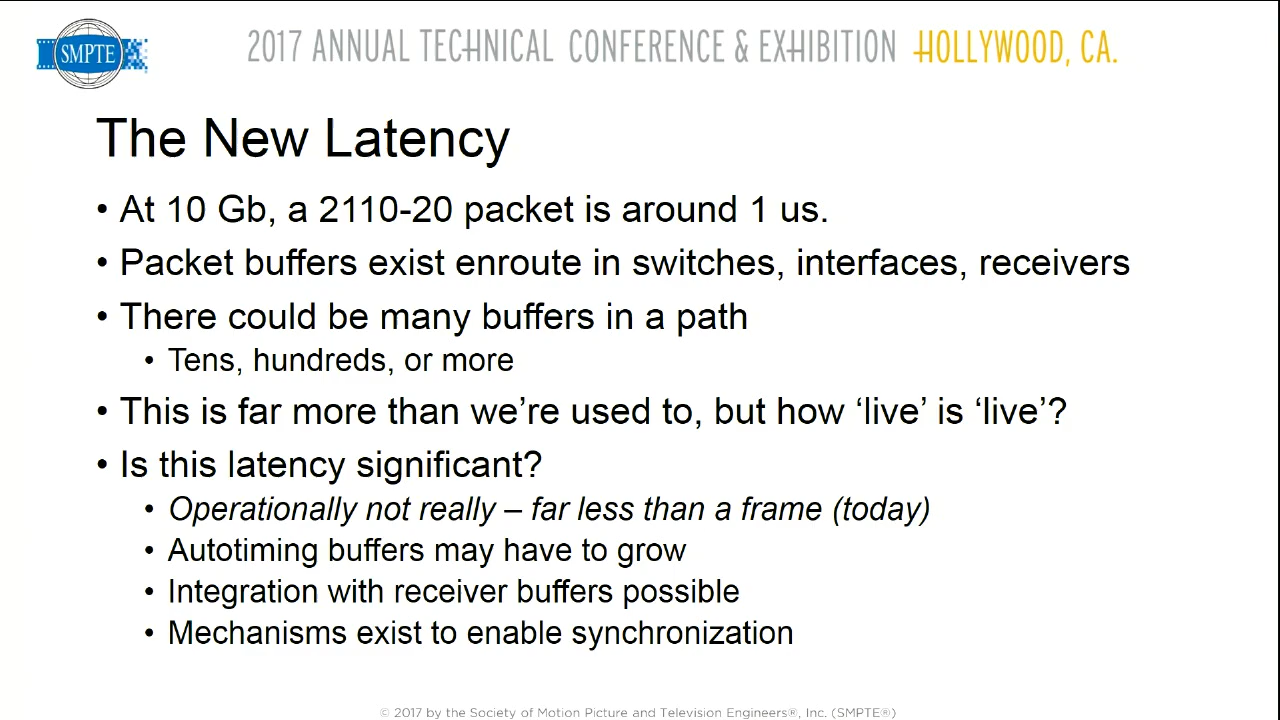 SMPTE
2017 ANNUAL TECHNICAL CONFERENCE & EXHIBITION HOLLYWOOD, CA.
The New Latency
• At 10 Gb, a 2110-20 packet is around 1 us.
• Packet buffers exist enroute in switches, interfaces, receivers
• There could be many buffers in a path
• Tens, hundreds, or more
• This is far more than we’re used to, but how ‘live’ is ‘live’?
• Is this latency significant?
• Operationally not really – far less than a frame (today)
• Autotiming buffers may have to grow
• Integration with receiver buffers possible
• Mechanisms exist to enable synchronization
© 2017 by the Society of Motion Picture and Television Engineers®, Inc. (SMPTE®)